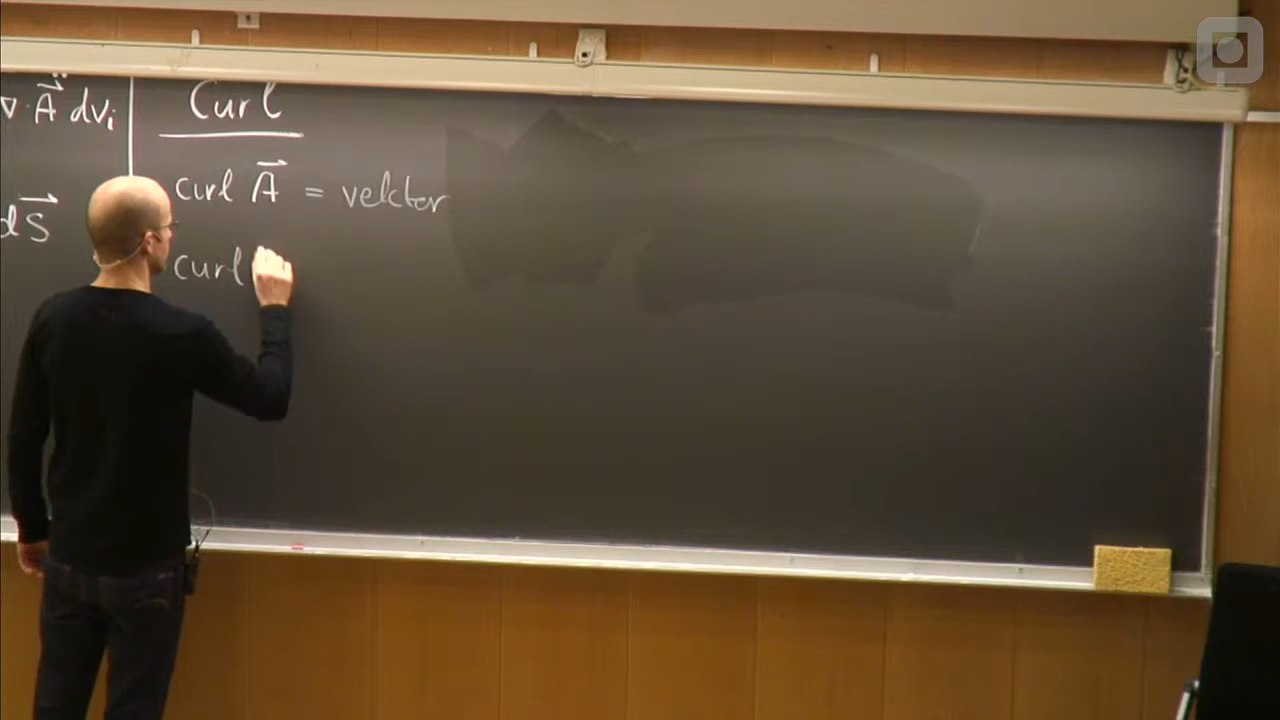 ∇ · A⃗ dvᵢ
dS⃗
Curl
curl A⃗ = vektor
curl